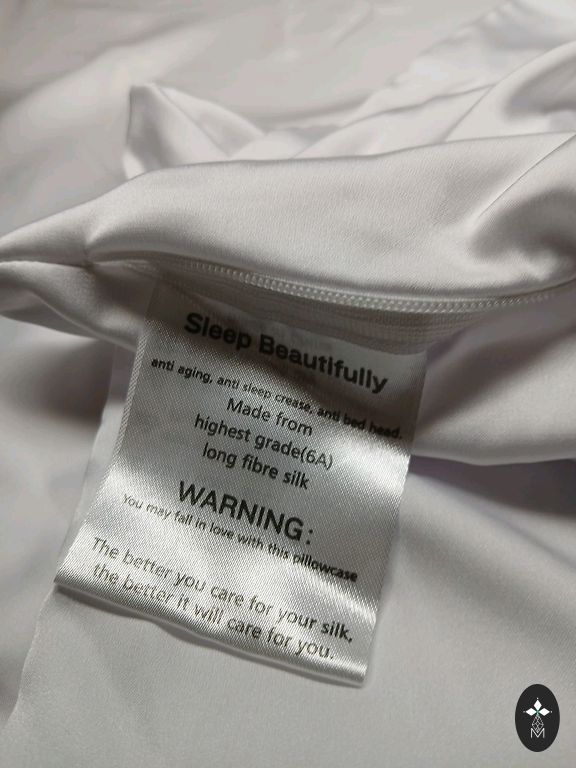 Sleep Beautifully
anti aging, anti sleep crease, anti bed head.
Made from
highest grade(6A)
long fibre silk
WARNING:
You may fall in love with this pillowcase
The better you care for your silk,
the better it will care for you.
M